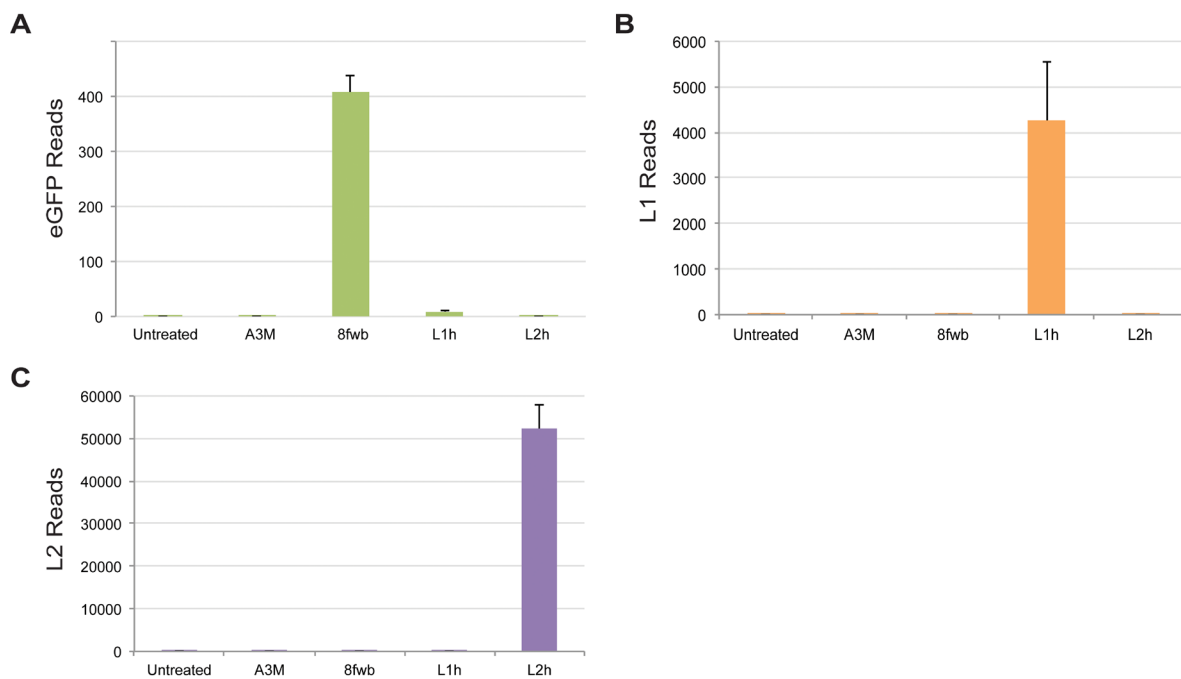 A
eGFP Reads
400
300
200
100
0
Untreated A3M 8fwb L1h L2h
B
L1 Reads
6000
5000
4000
3000
2000
1000
0
Untreated A3M 8fwb L1h L2h
C
L2 Reads
60000
50000
40000
30000
20000
10000
0
Untreated A3M 8fwb L1h L2h